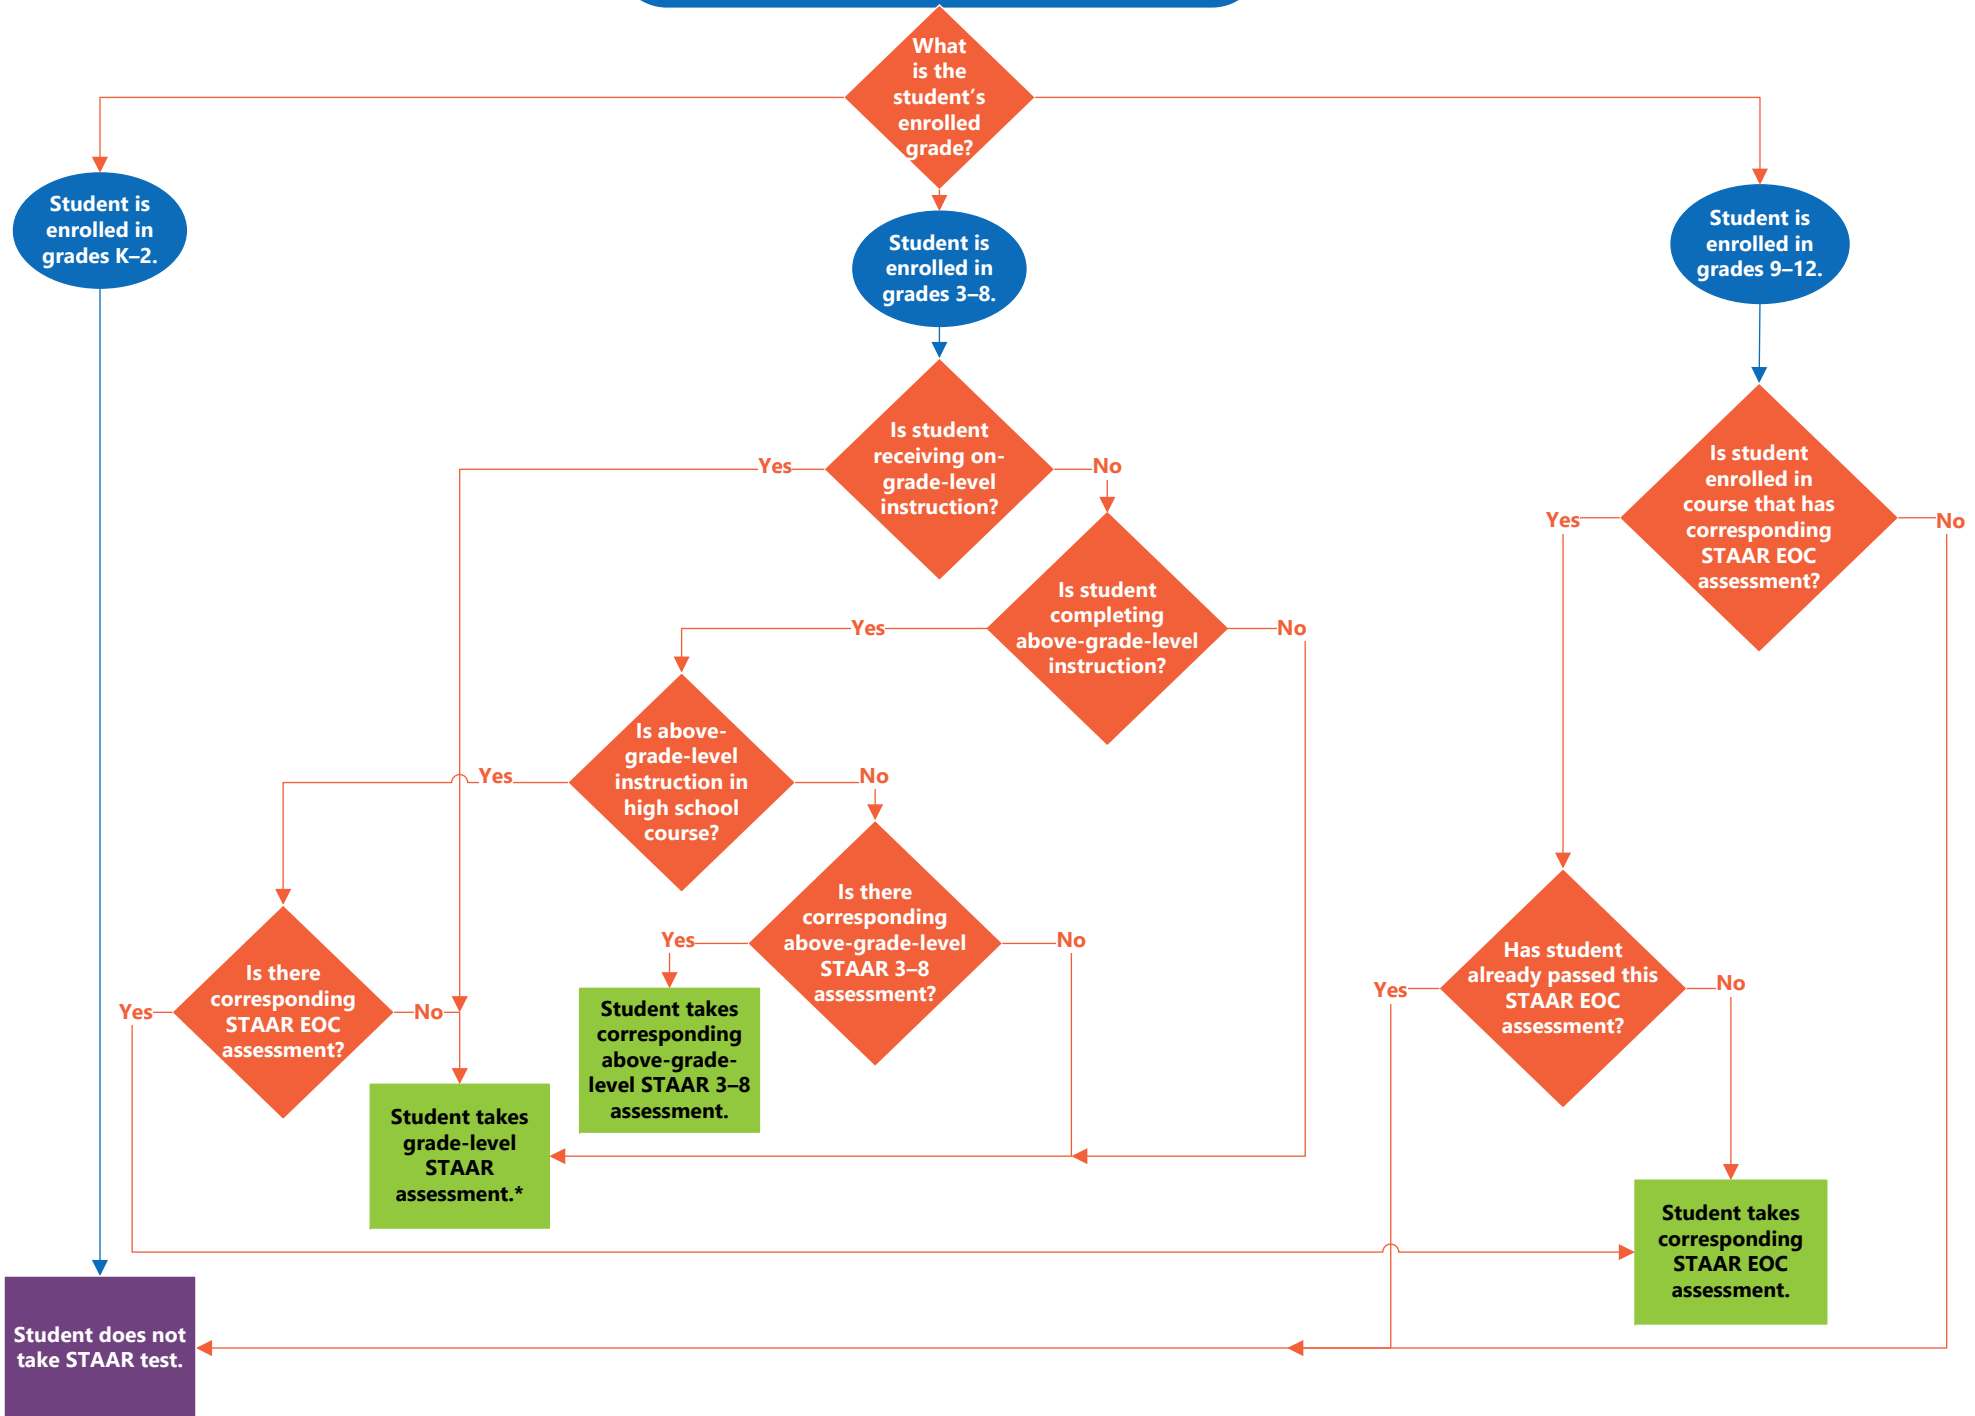 What
is the
student's
enrolled
grade?
Student is
enrolled in
grades K–2.
Student is
enrolled in
grades 3–8.
Student is
enrolled in
grades 9–12.
Is student
receiving on-
grade-level
instruction?
Yes
No
Is student
enrolled in
course that has
corresponding
STAAR EOC
assessment?
Yes
No
Is student
completing
above-grade-level
instruction?
Yes
No
Is above-
grade-level
instruction in
high school
course?
Yes
No
Is there
corresponding
above-grade-level
STAAR 3–8
assessment?
Yes
No
Is there
corresponding
STAAR EOC
assessment?
Yes
No
Has student
already passed this
STAAR EOC
assessment?
Yes
No
Student takes
corresponding
above-grade-
level STAAR 3–8
assessment.
Student takes
grade-level
STAAR
assessment.*
Student takes
corresponding
STAAR EOC
assessment.
Student does not
take STAAR test.